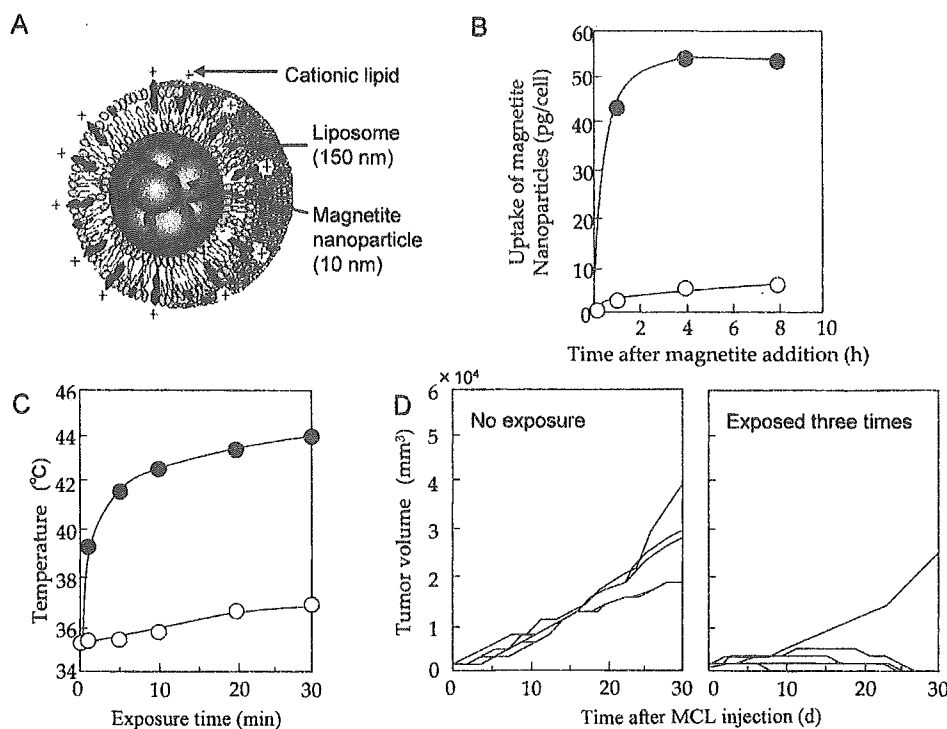 A
Cationic lipid
Liposome
(150 nm)
Magnetite
nanoparticle
(10 nm)
+ + + + + + + + + + + + + +
B
Uptake of magnetite
Nanoparticles (pg/cell)
60
50
40
30
20
10
0
2 4 6 8 10
Time after magnetite addition (h)
C
Temperature (°C)
46
44
42
40
38
36
34
0 10 20 30
Exposure time (min)
D
× 10⁴
Tumor volume (mm³)
6
5
4
3
2
1
0
No exposure
Exposed three times
0 10 20 30
0 10 20 30
Time after MCL injection (d)